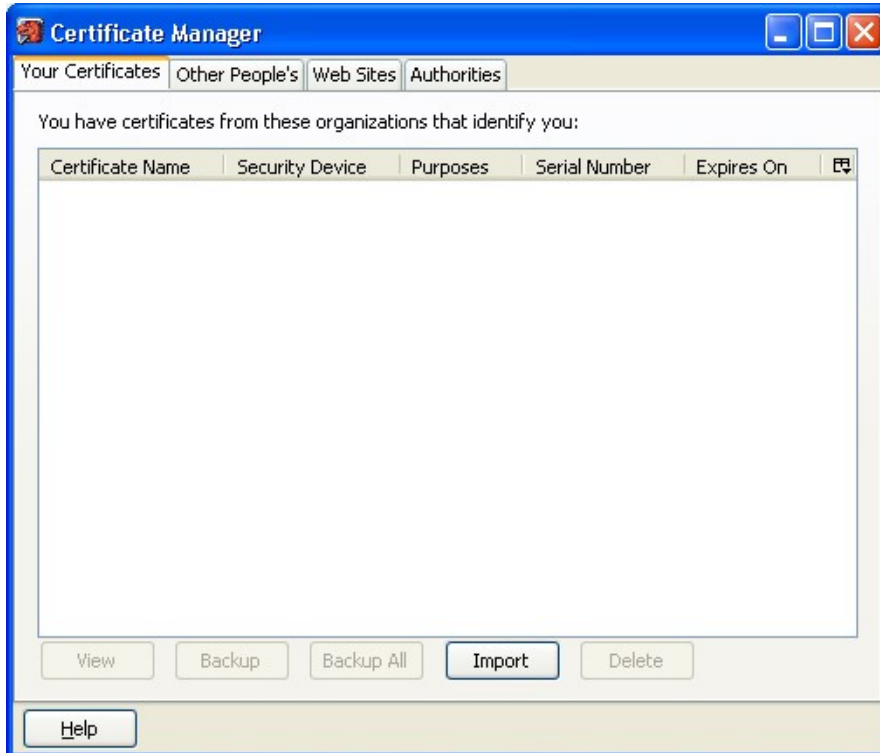 Certificate Manager
Your Certificates Other People's Web Sites Authorities
You have certificates from these organizations that identify you:
Certificate Name Security Device Purposes Serial Number Expires On
View Backup Backup All Import Delete
Help